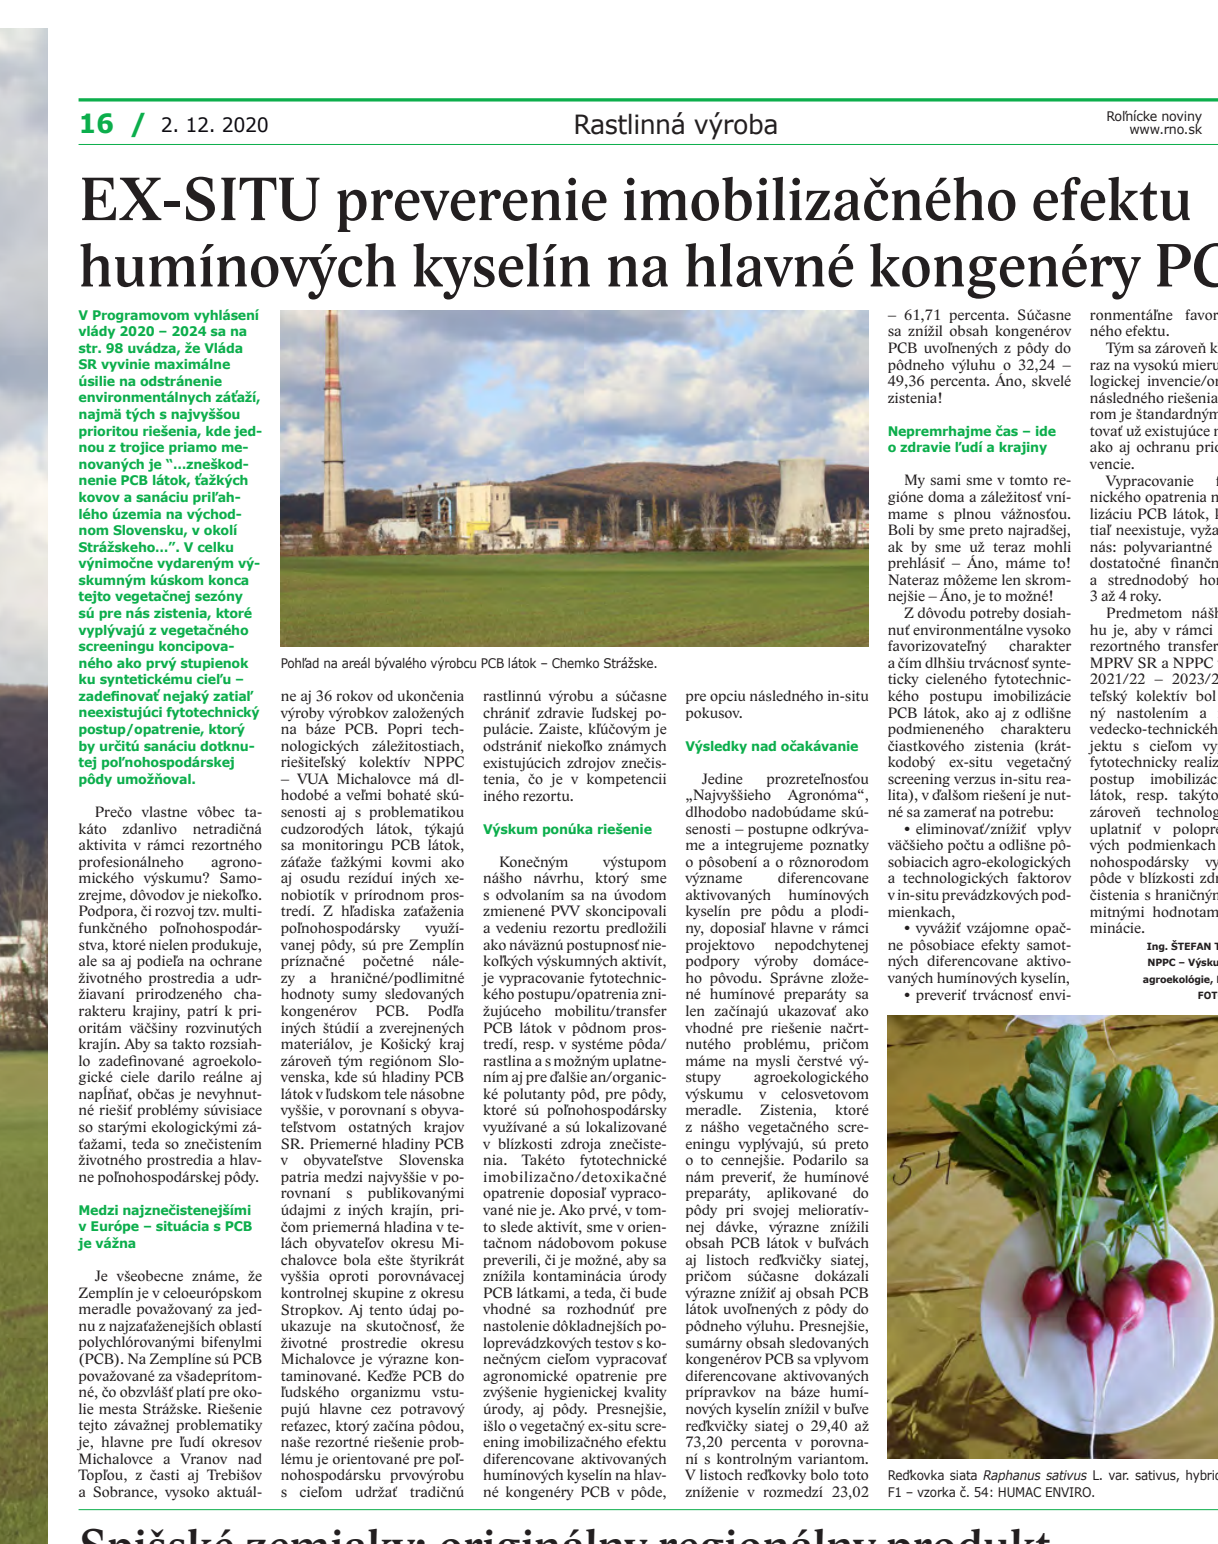 16 / 2. 12. 2020
Rastlinná výroba
Roľnícke noviny
www.rno.sk
EX-SITU preverenie imobilizačného efektu
humínových kyselín na hlavné kongenéry
V Programovom vyhlásení
vlády 2020 – 2024 sa na
str. 98 uvádza, že Vláda
SR vyvinie maximálne
úsilie na odstránenie
environmentálnych záťaží,
najmä tých s najvyššou
prioritou riešenia, kde jed-
nou z trojice priamo me-
novaných je “...zneškod-
nenie PCB látok, ťažkých
kovov a sanáciu priľah-
lého územia na východ-
nom Slovensku, v okolí
Strážskeho...”. V celku
výnimočne vydareným vý-
skumným kúskom konca
tejto vegetačnej sezóny
sú pre nás zistenia, ktoré
vyplývajú z vegetačného
screeningu koncipova-
ného ako prvý stupienok
ku syntetickému cieľu –
zadefinovať nejaký zatiaľ
neexistujúci fytotechnický
postup/opatrenie, ktorý
by určitú sanáciu dotknu-
tej poľnohospodárskej
pôdy umožňoval.
Prečo vlastne vôbec ta-
káto zdanlivo netradičná
aktivita v rámci rezortného
profesionálneho agrono-
mického výskumu? Samo-
zrejme, dôvodov je niekoľko.
Podpora, či rozvoj tzv. multi-
funkčného poľnohospodár-
stva, ktoré nielen produkuje,
ale sa aj podieľa na ochrane
životného prostredia a udr-
žiavaní prirodzeného cha-
rakteru krajiny, patrí k pri-
oritám väčšiny rozvinutých
krajín. Aby sa takto rozsiah-
lo zadefinované agroekolo-
gické ciele darilo reálne aj
napĺňať, občas je nevyhnut-
né riešiť problémy súvisiace
so starými ekologickými zá-
ťažami, teda so znečistením
životného prostredia a hlav-
ne poľnohospodárskej pôdy.
Medzi najznečistenejšími
v Európe – situácia s PCB
je vážna
Je všeobecne známe, že
Zemplín je v celoeurópskom
meradle považovaný za jed-
nu z najzaťaženejších oblastí
polychlórovanými bifenylmi
(PCB). Na Zemplíne sú PCB
považované za všadeprítom-
né, čo obzvlášť platí pre oko-
lie mesta Strážske. Riešenie
tejto závažnej problematiky
je, hlavne pre ľudí okresov
Michalovce a Vranov nad
Topľou, z časti aj Trebišov
a Sobrance, vysoko aktuál-
Pohľad na areál bývalého výrobcu PCB látok – Chemko Strážske.
ne aj 36 rokov od ukončenia
výroby výrobkov založených
na báze PCB. Popri tech-
nologických záležitostiach,
riešiteľský kolektív NPPC
– VUA Michalovce má dl-
hodobé a veľmi bohaté skú-
senosti aj s problematikou
cudzorodých látok, týkajú
sa monitoringu PCB látok,
záťaže ťažkými kovmi ako
aj osudu rezíduí iných xe-
nobiotík v prírodnom pros-
tredí. Z hľadiska zaťaženia
poľnohospodársky využí-
vanej pôdy, sú pre Zemplín
príznačné početné nále-
zy a hraničné/podlimitné
hodnoty sumy sledovaných
kongenérov PCB. Podľa
iných štúdií a zverejnených
materiálov, je Košický kraj
zároveň tým regiónom Slo-
venska, kde sú hladiny PCB
látok v ľudskom tele násobne
vyššie, v porovnaní s obyva-
teľstvom ostatných krajov
SR. Priemerné hladiny PCB
v obyvateľstve Slovenska
patria medzi najvyššie v po-
rovnaní s publikovanými
údajmi z iných krajín, pri-
čom priemerná hladina v te-
lách obyvateľov okresu Mi-
chalovce bola ešte štyrikrát
vyššia oproti porovnávacej
kontrolnej skupine z okresu
Stropkov. Aj tento údaj po-
ukazuje na skutočnosť, že
životné prostredie okresu
Michalovce je výrazne kon-
taminované. Keďže PCB do
ľudského organizmu vstu-
pujú hlavne cez potravový
reťazec, ktorý začína pôdou,
naše rezortné riešenie prob-
lému je orientované pre poľ-
nohospodársku prvovýrobu
s cieľom udržať tradičnú
rastlinnú výrobu a súčasne
chrániť zdravie ľudskej po-
pulácie. Zaiste, kľúčovým je
odstrániť niekoľko známych
existujúcich zdrojov znečis-
tenia, čo je v kompetencii
iného rezortu.
Výskum ponúka riešenie
Konečným výstupom
nášho návrhu, ktorý sme
s odvolaním sa na úvodom
zmienené PVV skoncipovali
a vedeniu rezortu predložili
ako náväznú postupnosť nie-
koľkých výskumných aktivít,
je vypracovanie fytotechnic-
kého postupu/opatrenia zni-
žujúceho mobilitu/transfer
PCB látok v pôdnom pros-
tredí, resp. v systéme pôda/
rastlina a s možným uplatne-
ním aj pre ďalšie an/organic-
ké polutanty pôd, pre pôdy,
ktoré sú poľnohospodársky
využívané a sú lokalizované
v blízkosti zdroja znečiste-
nia. Takéto fytotechnické
imobilizačno/detoxikačné
opatrenie doposiaľ vypraco-
vané nie je. Ako prvé, v tom-
to slede aktivít, sme v orien-
tačnom nádobovom pokuse
preverili, či je možné, aby sa
znížila kontaminácia úrody
PCB látkami, a teda, či bude
vhodné sa rozhodnúť pre
nastolenie dôkladnejších po-
loprevádzkových testov s ko-
nečnýcm cieľom vypracovať
agronomické opatrenie pre
zvýšenie hygienickej kvality
úrody, aj pôdy. Presnejšie,
išlo o vegetačný ex-situ scre-
ening imobilizačného efektu
diferencovane aktivovaných
humínových kyselín na hlav-
né kongenéry PCB v pôde,
pre opciu následného in-situ
pokusov.
Výsledky nad očakávanie
Jedine prozreteľnosťou
„Najvyššieho Agronóma“,
dlhodobo nadobúdame skú-
senosti – postupne odkrýva-
me a integrujeme poznatky
o pôsobení a o rôznorodom
význame diferencovane
aktivovaných humínových
kyselín pre pôdu a plodi-
ny, doposiaľ hlavne v rámci
projektovo nepodchytenej
podpory výroby domáce-
ho pôvodu. Správne zlože-
né humínové preparáty sa
len začínajú ukazovať ako
vhodné pre riešenie načrt-
nutého problému, pričom
máme na mysli čerstvé vý-
stupy agroekologického
výskumu v celosvetovom
meradle. Zistenia, ktoré
z nášho vegetačného scre-
eningu vyplývajú, sú preto
o to cennejšie. Podarilo sa
nám preveriť, že humínové
preparáty, aplikované do
pôdy pri svojej melioratív-
nej dávke, výrazne znížili
obsah PCB látok v buľvách
aj listoch reďkvičky siatej,
pričom súčasne dokázali
výrazne znížiť aj obsah PCB
látok uvoľnených z pôdy do
pôdneho výluhu. Presnejšie,
sumárny obsah sledovaných
kongenérov PCB sa vplyvom
diferencovane aktivovaných
prípravkov na báze humí-
nových kyselín znížil v buľve
reďkvičky siatej o 29,40 až
73,20 percenta v porovna-
ní s kontrolným variantom.
V listoch reďkovky bolo toto
zníženie v rozmedzí 23,02
– 61,71 percenta. Súčasne
sa znížil obsah kongenérov
PCB uvoľnených z pôdy do
pôdneho výluhu o 32,24 –
49,36 percenta. Áno, skvelé
zistenia!
Nepremrhajme čas – ide
o zdravie ľudí a krajiny
My sami sme v tomto re-
gióne doma a záležitosť vní-
mame s plnou vážnosťou.
Boli by sme preto najradšej,
ak by sme už teraz mohli
prehlásiť – Áno, máme to!
Nateraz môžeme len skrom-
nejšie – Áno, je to možné!
Z dôvodu potreby dosiah-
nuť environmentálne vysoko
favorizovateľný charakter
a čím dlhšiu trvácnosť synte-
ticky cieleného fytotechnic-
kého postupu imobilizácie
PCB látok, ako aj z odlišne
podmieneného charakteru
čiastkového zistenia (krát-
kodobý ex-situ vegetačný
screening verzus in-situ rea-
lita), v ďalšom riešení je nut-
né sa zamerať na potrebu:
• eliminovať/znížiť vplyv
väčšieho počtu a odlišne pô-
sobiacich agro-ekologických
a technologických faktorov
v in-situ prevádzkových pod-
mienkach,
• vyvážiť vzájomne opač-
ne pôsobiace efekty samot-
ných diferencovane aktivo-
vaných humínových kyselín,
• preveriť trvácnosť envi-
ronmentáľne favor
ného efektu.
Tým sa zároveň k
raz na vysokú mieru
logickej invencie/or
následného riešenia
rom je štandardným
tovať už existujúce
ako aj ochranu prio
vencie.
Vypracovanie
nického opatrenia n
lizáciu PCB látok,
tiaľ neexistuje, vyža
nás: polyvariantné
dostatočné finančn
a strednodobý hor
3 až 4 roky.
Predmetom nášh
hu je, aby v rámci
rezortného transfer
MPRV SR a NPPC
2021/22 – 2023/2
teľský kolektív bol
ný nastolením a
vedecko-technického
jektu s cieľom vy
fytotechnicky realiz
postup imobilizác
látok, resp. takýto
zároveň technolog
uplatniť v polopre
vých podmienkach
nohospodársky vy
pôde v blízkosti zdr
čistenia s hraničným
mitnými hodnotam
minácie.
Ing. ŠTEFAN T
NPPC – Výsku
agroekológie,
FOT
54
Reďkovka siata Raphanus sativus L. var. sativus, hybrid
F1 – vzorka č. 54: HUMAC ENVIRO.
Spišské zemiaky: originálny regionálny produkt